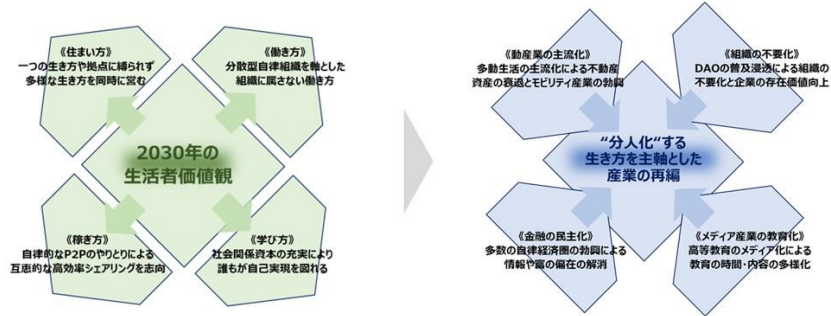 《住まい方》
一つの生き方や拠点に縛られず
多様な生き方を同時に営む
《働き方》
分散型自律組織を軸とした
組織に属さない働き方
2030年の
生活者価値観
《稼ぎ方》
自律的なP2Pのやりとりによる
互恵的な高効率シェアリングを志向
《学び方》
社会関係資本の充実により
誰もが自己実現を図れる
《動産業の主流化》
多動生活の主流化による不動産
資産の衰退とモビリティ産業の勃興
《組織の不要化》
DAOの普及浸透による組織の
不要化と企業の存在価値向上
“分人化“する
生き方を主軸とした
産業の再編
《金融の民主化》
多数の自律経済圏の勃興による
情報や富の偏在の解消
《メディア産業の教育化》
高等教育のメディア化による
教育の時間・内容の多様化